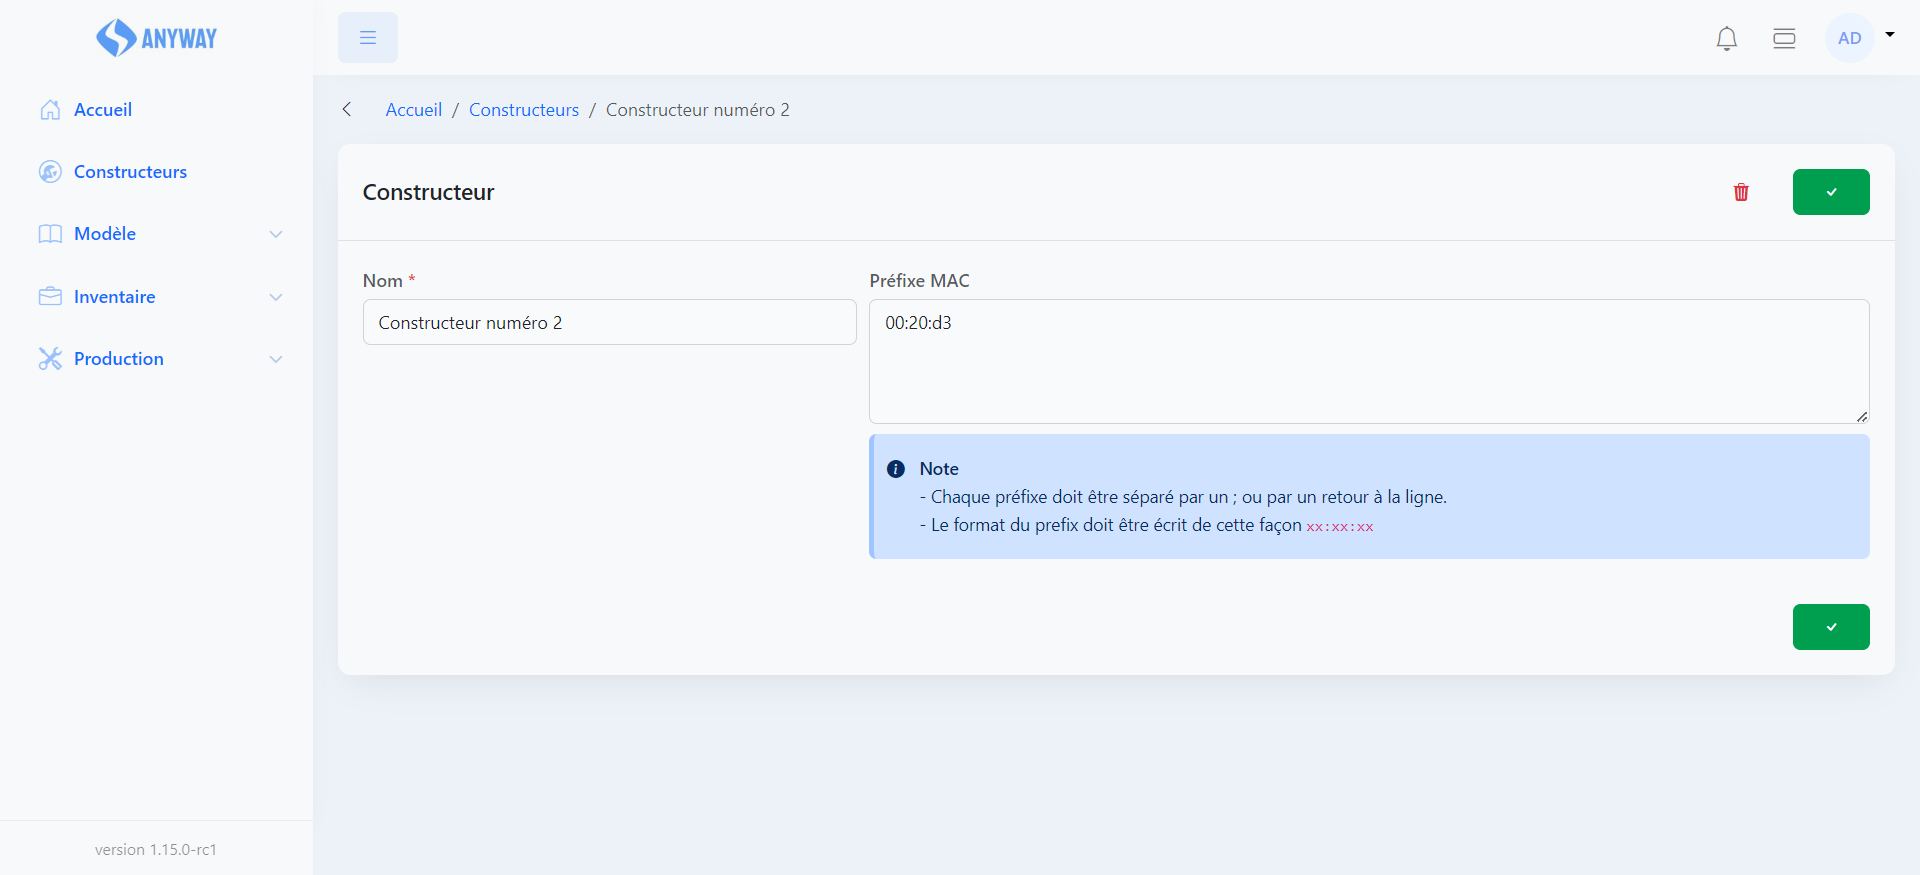 ANYWAY
AD
Accueil
Constructeurs
Modèle
Inventaire
Production
version 1.15.0-rc1
Accueil / Constructeurs / Constructeur numéro 2
Constructeur
Nom *
Constructeur numéro 2
Préfixe MAC
00:20:d3
Note
- Chaque préfixe doit être séparé par un ; ou par un retour à la ligne.
- Le format du prefix doit être écrit de cette façon xx:xx:xx